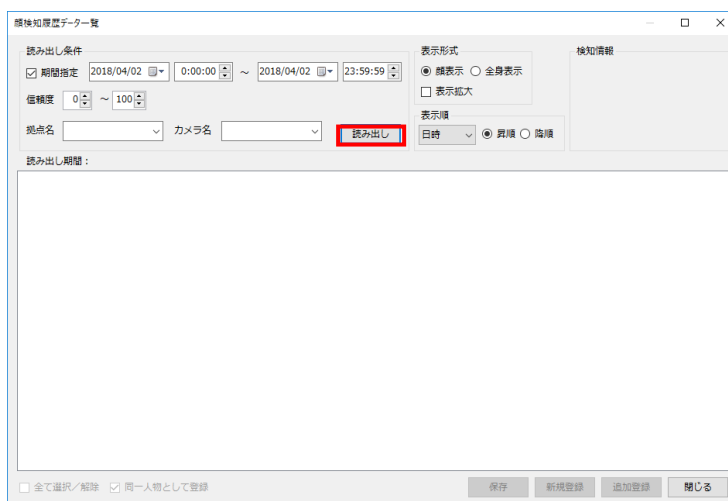 顔検知履歴データ一覧
読み出し条件
期間指定 2018/04/02 0:00:00 ～ 2018/04/02 23:59:59
信頼度 0 ～ 100
拠点名 カメラ名 読み出し
表示形式
顔表示 全身表示
表示拡大
表示順
日時 昇順 降順
検知情報
読み出し期間：
全て選択／解除 同一人物として登録
保存 新規登録 追加登録 閉じる